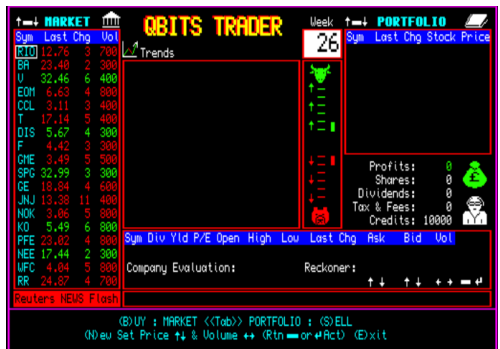 ↑↓ MARKET
Sym Last Chg Vol
RIO 12.76 3 700
BA 23.40 2 300
V 32.46 6 400
EOM 6.63 4 800
CCL 3.11 3 400
T 17.14 5 400
DIS 5.67 4 300
F 4.42 3 300
GME 3.49 5 500
SPG 32.99 3 300
GE 18.84 4 600
JNJ 13.38 11 400
NOK 3.06 5 800
KO 5.49 6 800
PFE 23.02 4 800
NEE 17.44 2 300
WFC 4.04 5 800
RR 24.87 4 700
Reuters NEWS Flash
QBITS TRADER
Trends
Week
26
↑↓ PORTFOLIO
Sym Last Chg Stock Price
Profits: 0
Shares: 0
Dividends: 0
Tax & Fees: 0
Credits: 10000
Sym Div Yld P/E Open High Low Last Chg Ask Bid Vol
Company Evaluation: Reckoner:
(B)UY : MARKET <<Tab>> PORTFOLIO : (S)ELL
(N)ew Set Price ↑↓ & Volume ↔ (Rtn ▬ or ↵Act) (E)xit